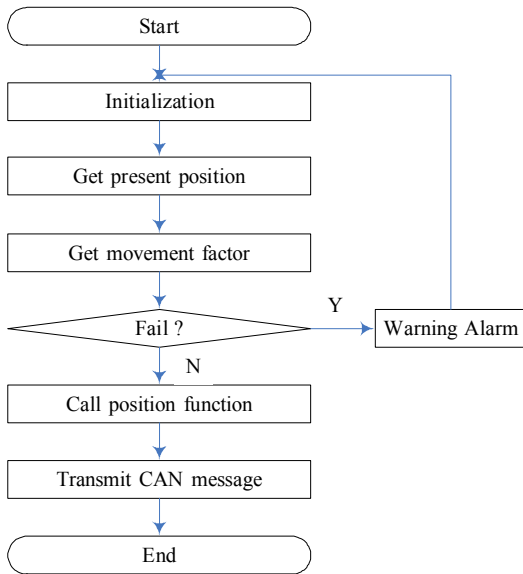 Start
Initialization
Get present position
Get movement factor
Fail ?
Y
Warning Alarm
N
Call position function
Transmit CAN message
End